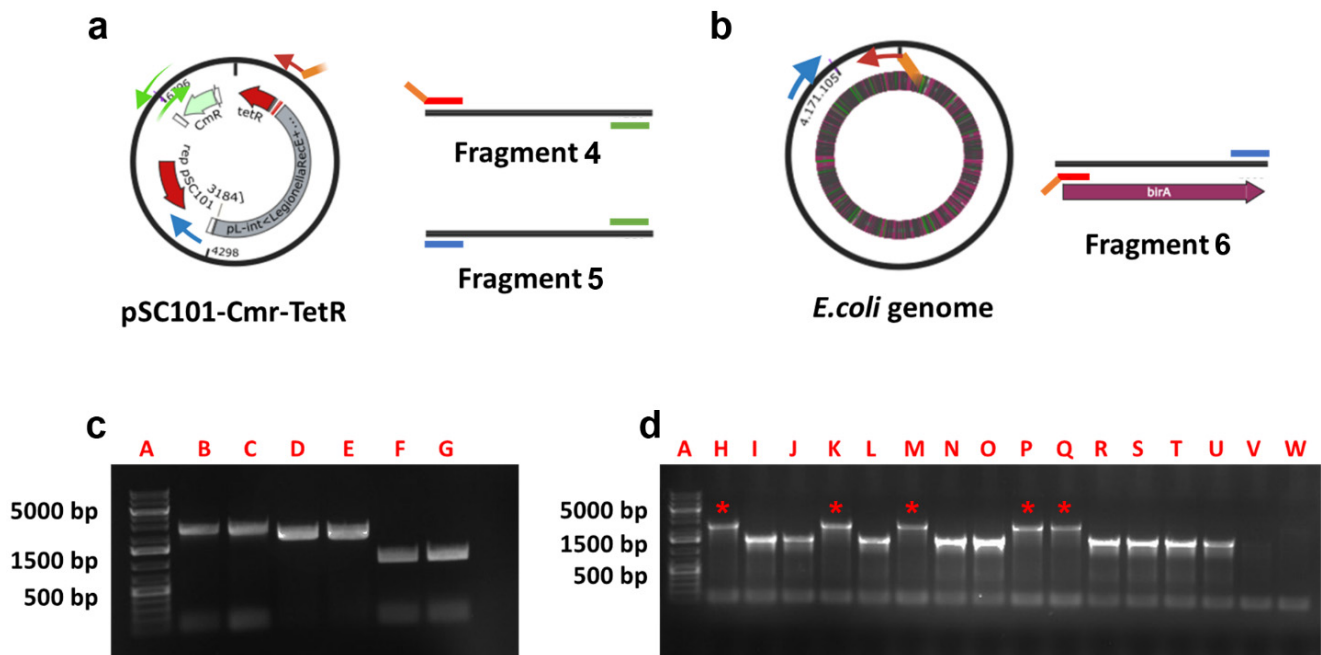 a
b
6796
CmR
tetR
rep pSC101
3184]
pL-int<LegionellaRecE+...
4298
pSC101-Cmr-TetR
Fragment 4
Fragment 5
4.171.105
E.coli genome
birA
Fragment 6
c
d
A B C D E F G
5000 bp
1500 bp
500 bp
A H I J K L M N O P Q R S T U V W
* * * * *
5000 bp
1500 bp
500 bp